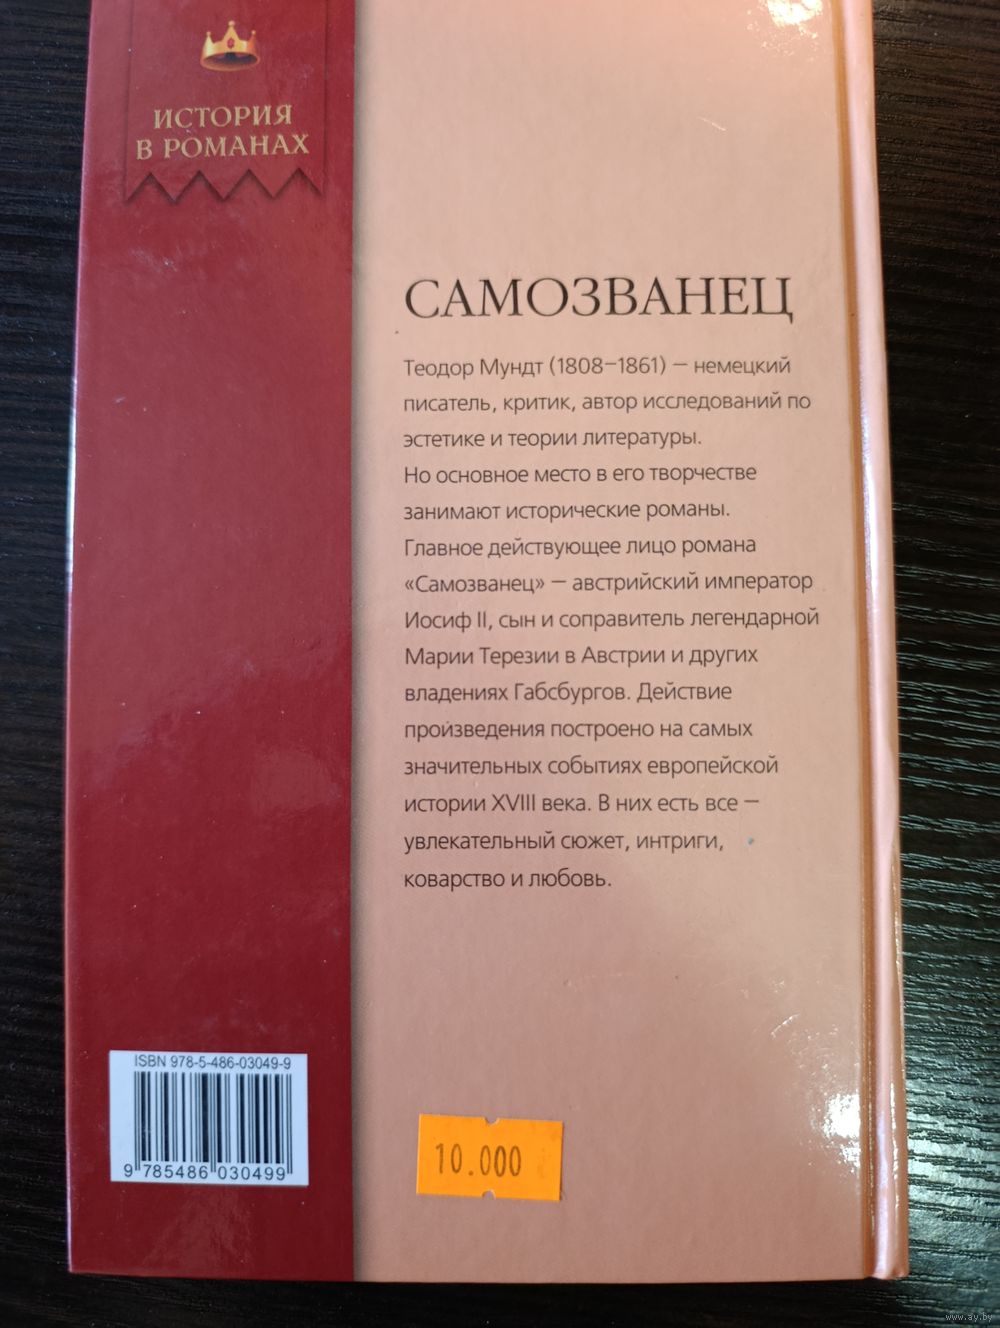 ИСТОРИЯ
В РОМАНАХ
САМОЗВАНЕЦ
Теодор Мундт (1808–1861) – немецкий
писатель, критик, автор исследований по
эстетике и теории литературы.
Но основное место в его творчестве
занимают исторические романы.
Главное действующее лицо романа
«Самозванец» – австрийский император
Иосиф II, сын и соправитель легендарной
Марии Терезии в Австрии и других
владениях Габсбургов. Действие
произведения построено на самых
значительных событиях европейской
истории XVIII века. В них есть все –
увлекательный сюжет, интриги,
коварство и любовь.
ISBN 978-5-486-03049-9
9 785486 030499
10.000
www.ay.by